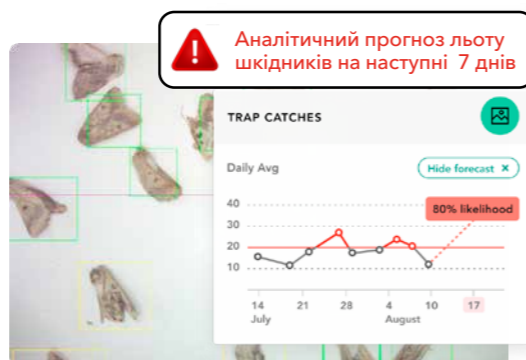 Аналітичний прогноз льоту
шкідників на наступні 7 днів
TRAP CATCHES
Daily Avg
Hide forecast ×
40
30
20
10
80% likelihood
14 21 28 4 10 17
July August